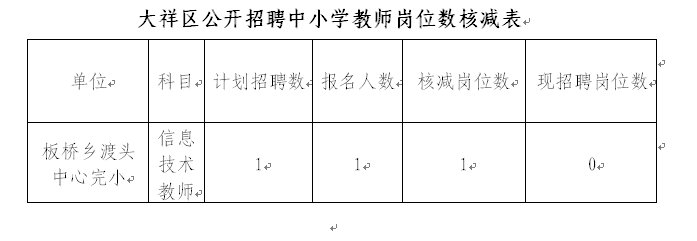 大祥区公开招聘中小学教师岗位数核减表
单位 科目 计划招聘数 报名人数 核减岗位数 现招聘岗位数
板桥乡渡头
中心完小
信息
技术
教师
1 1 1 0